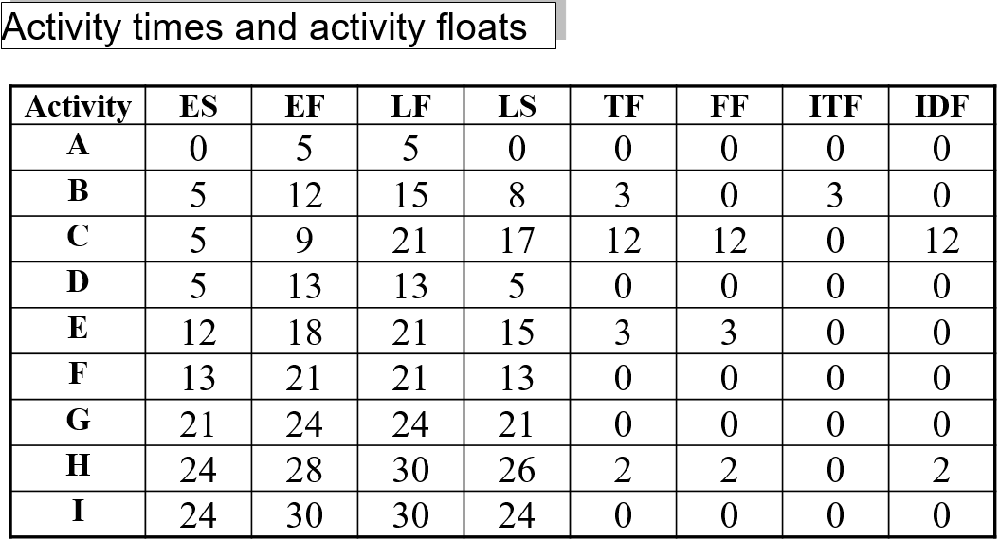 Activity times and activity floats
Activity ES EF LF LS TF FF ITF IDF
A 0 5 5 0 0 0 0 0
B 5 12 15 8 3 0 3 0
C 5 9 21 17 12 12 0 12
D 5 13 13 5 0 0 0 0
E 12 18 21 15 3 3 0 0
F 13 21 21 13 0 0 0 0
G 21 24 24 21 0 0 0 0
H 24 28 30 26 2 2 0 2
I 24 30 30 24 0 0 0 0